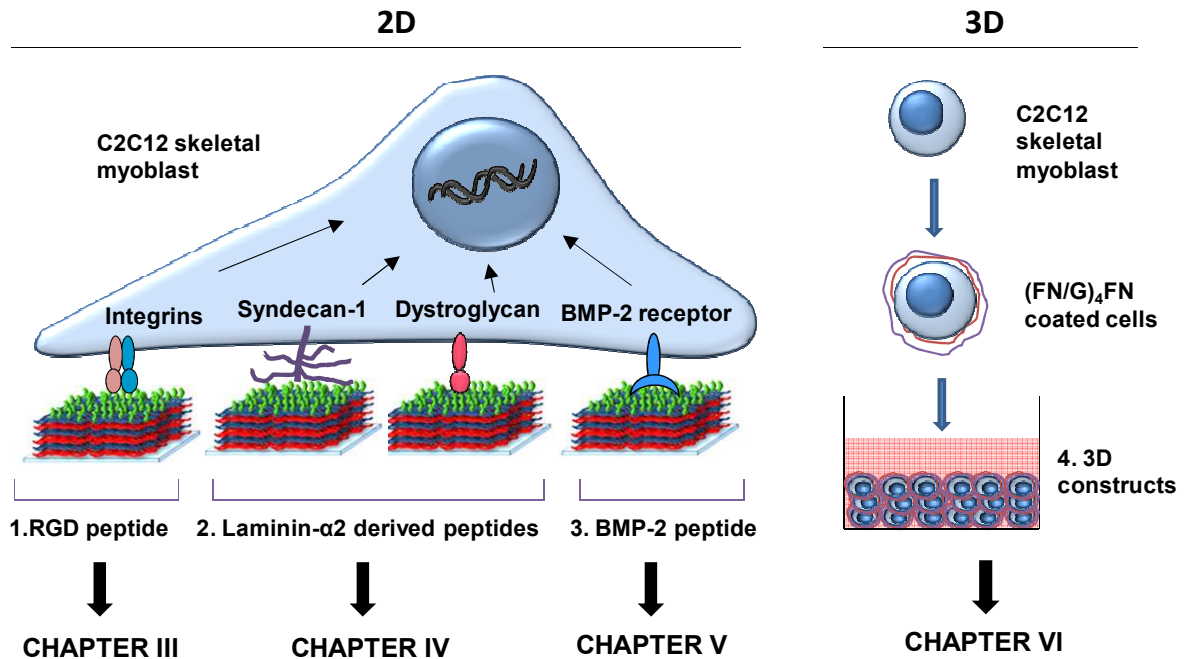 2D
C2C12 skeletal
myoblast
Integrins
Syndecan-1
Dystroglycan
BMP-2 receptor
1.RGD peptide
2. Laminin-α2 derived peptides
3. BMP-2 peptide
CHAPTER III
CHAPTER IV
CHAPTER V
3D
C2C12
skeletal
myoblast
(FN/G)₄FN
coated cells
4. 3D
constructs
CHAPTER VI